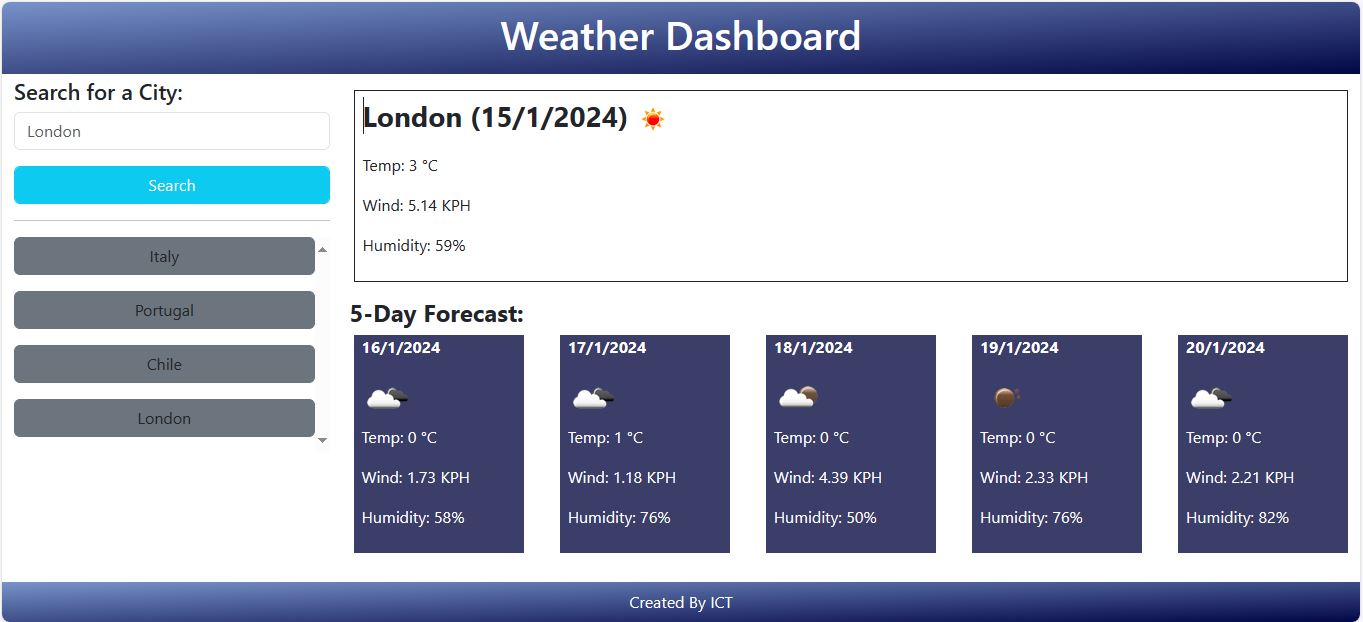 Weather Dashboard
Search for a City:
London
Search
Italy
Portugal
Chile
London
London (15/1/2024)
Temp: 3 °C
Wind: 5.14 KPH
Humidity: 59%
5-Day Forecast:
16/1/2024
Temp: 0 °C
Wind: 1.73 KPH
Humidity: 58%
17/1/2024
Temp: 1 °C
Wind: 1.18 KPH
Humidity: 76%
18/1/2024
Temp: 0 °C
Wind: 4.39 KPH
Humidity: 50%
19/1/2024
Temp: 0 °C
Wind: 2.33 KPH
Humidity: 76%
20/1/2024
Temp: 0 °C
Wind: 2.21 KPH
Humidity: 82%
Created By ICT